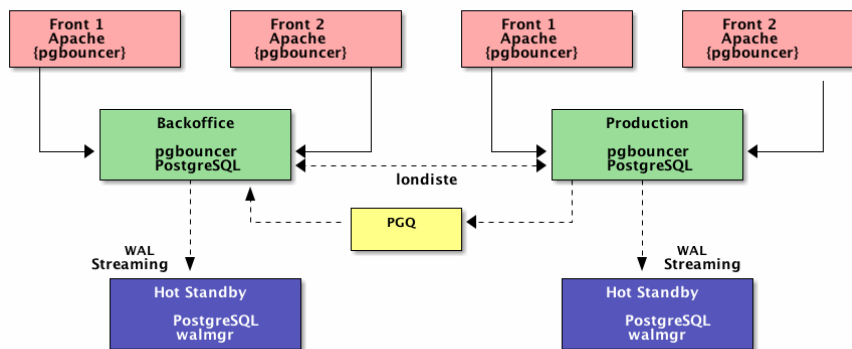 Front 1
Apache
{pgbouncer}
Front 2
Apache
{pgbouncer}
Front 1
Apache
{pgbouncer}
Front 2
Apache
{pgbouncer}
Backoffice
pgbouncer
PostgreSQL
Production
pgbouncer
PostgreSQL
londiste
PGQ
WAL
Streaming
WAL
Streaming
Hot Standby
PostgreSQL
walmgr
Hot Standby
PostgreSQL
walmgr